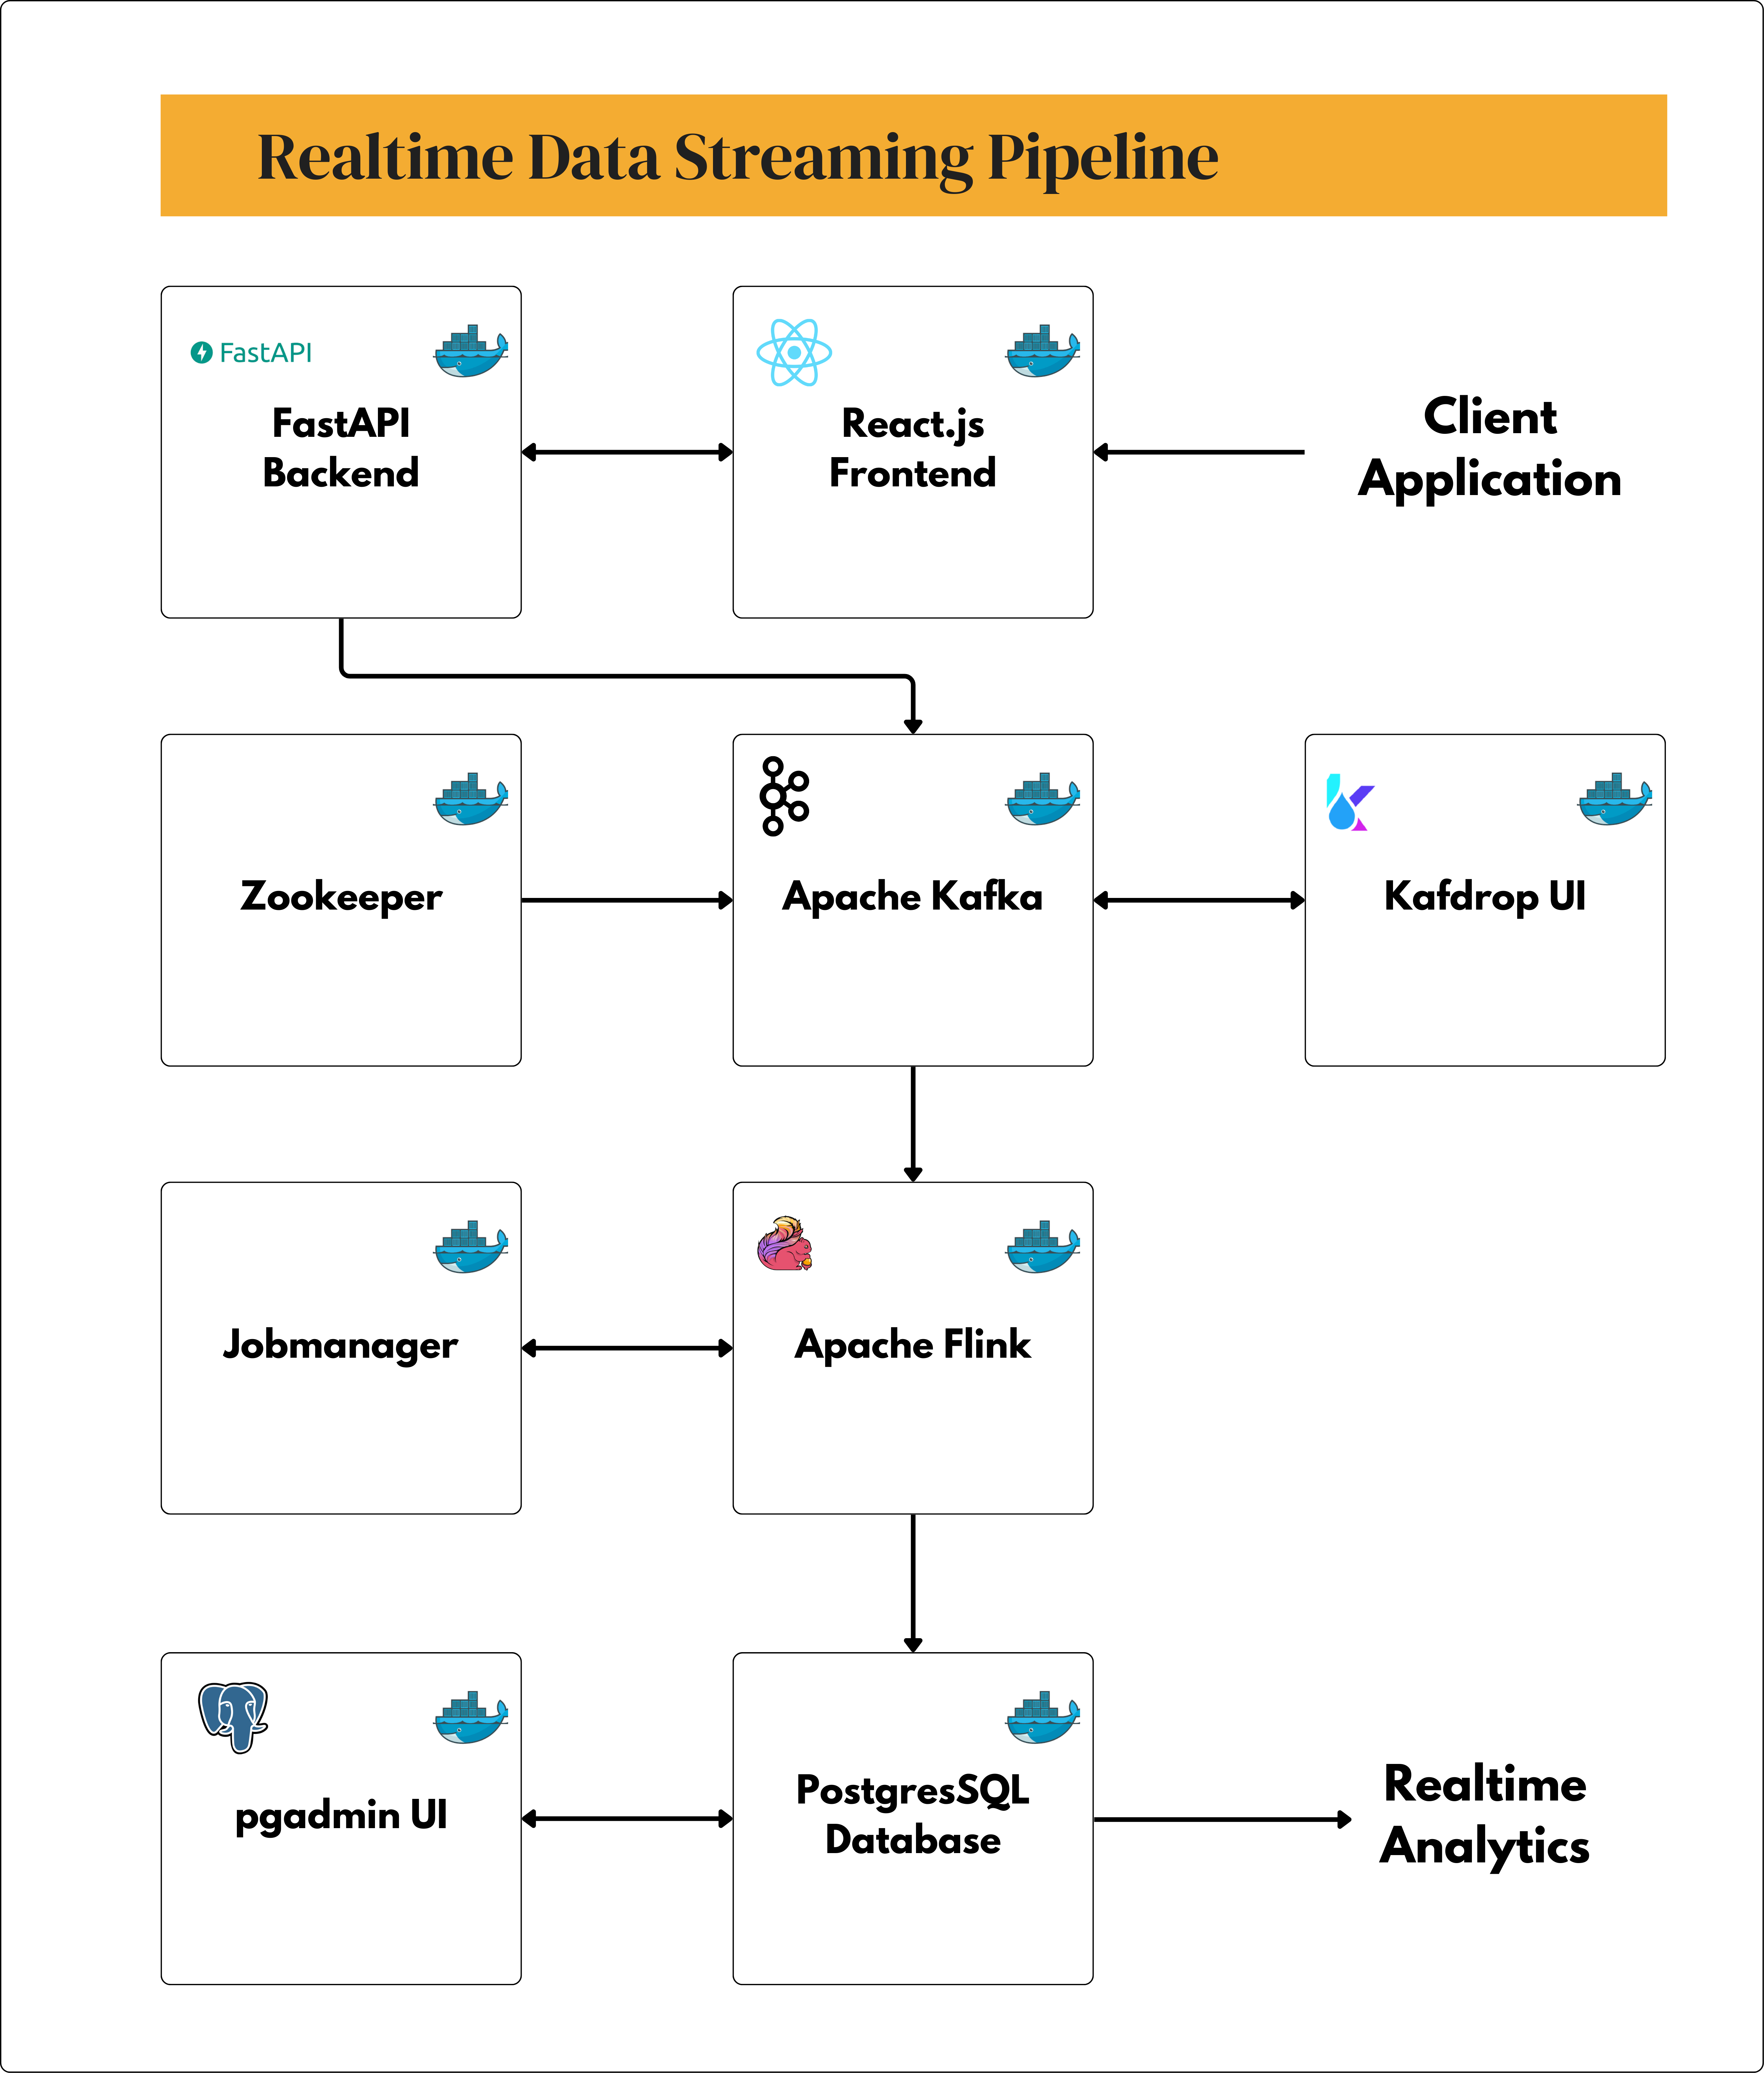 Realtime Data Streaming Pipeline
FastAPI
FastAPI
Backend
React.js
Frontend
Client
Application
Zookeeper
Apache Kafka
Kafdrop UI
Jobmanager
Apache Flink
pgadmin UI
PostgresSQL
Database
Realtime
Analytics